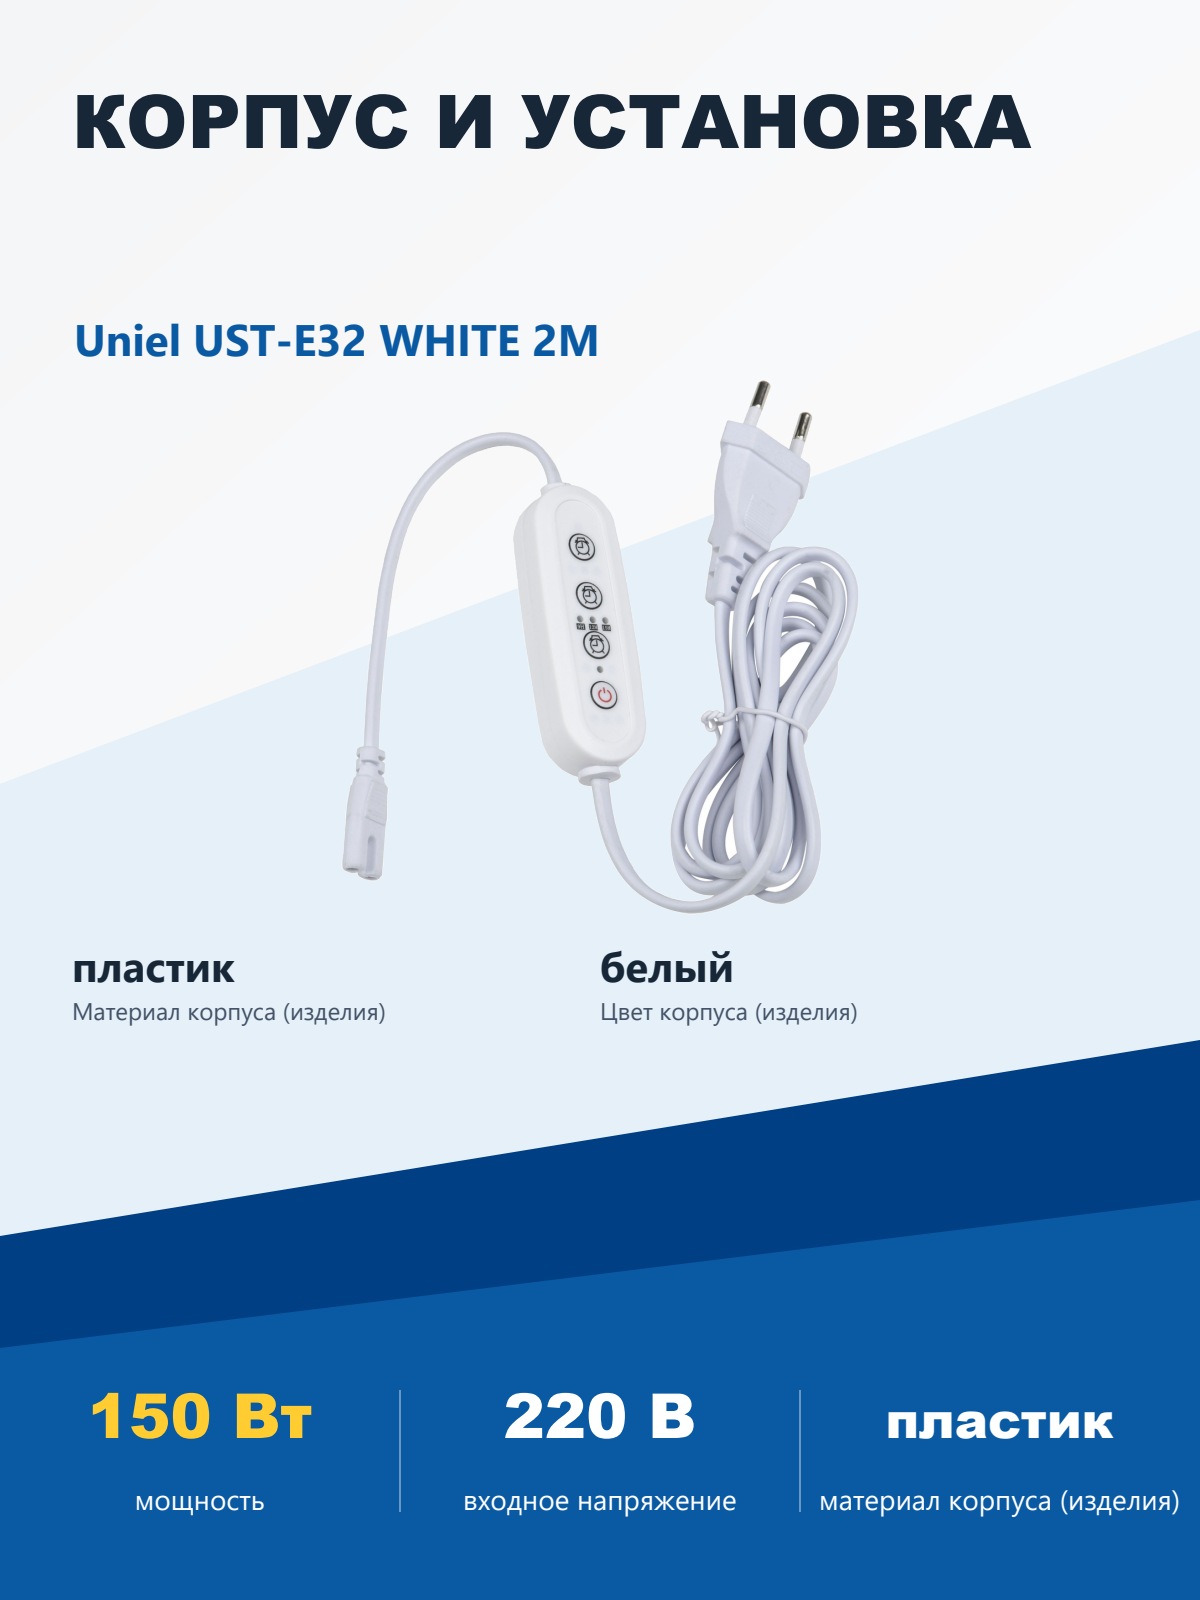 КОРПУС И УСТАНОВКА
Uniel UST-E32 WHITE 2M
пластик
Материал корпуса (изделия)
белый
Цвет корпуса (изделия)
150 Вт
мощность
220 В
входное напряжение
пластик
материал корпуса (изделия)